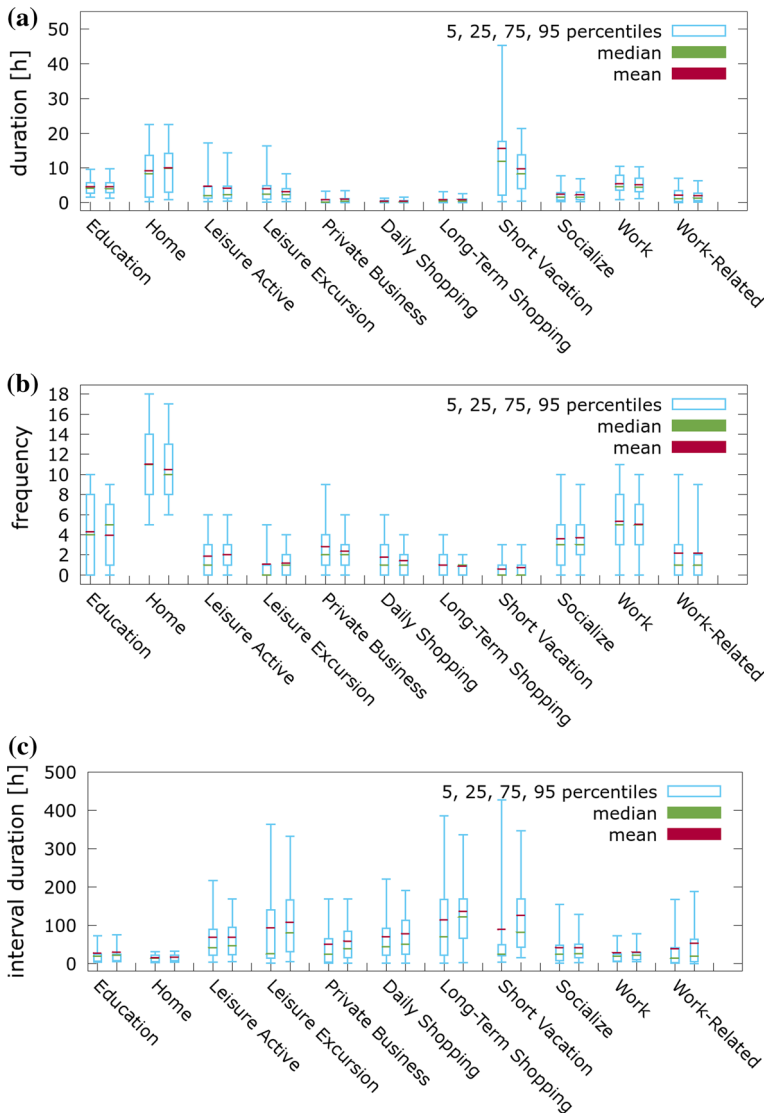 (a)
5, 25, 75, 95 percentiles
median
mean
duration [h]
50
40
30
20
10
0
Education
Home
Leisure Active
Leisure Excursion
Private Business
Daily Shopping
Long-Term Shopping
Short Vacation
Socialize
Work
Work-Related
(b)
5, 25, 75, 95 percentiles
median
mean
frequency
18
16
14
12
10
8
6
4
2
0
Education
Home
Leisure Active
Leisure Excursion
Private Business
Daily Shopping
Long-Term Shopping
Short Vacation
Socialize
Work
Work-Related
(c)
5, 25, 75, 95 percentiles
median
mean
interval duration [h]
500
400
300
200
100
0
Education
Home
Leisure Active
Leisure Excursion
Private Business
Daily Shopping
Long-Term Shopping
Short Vacation
Socialize
Work
Work-Related